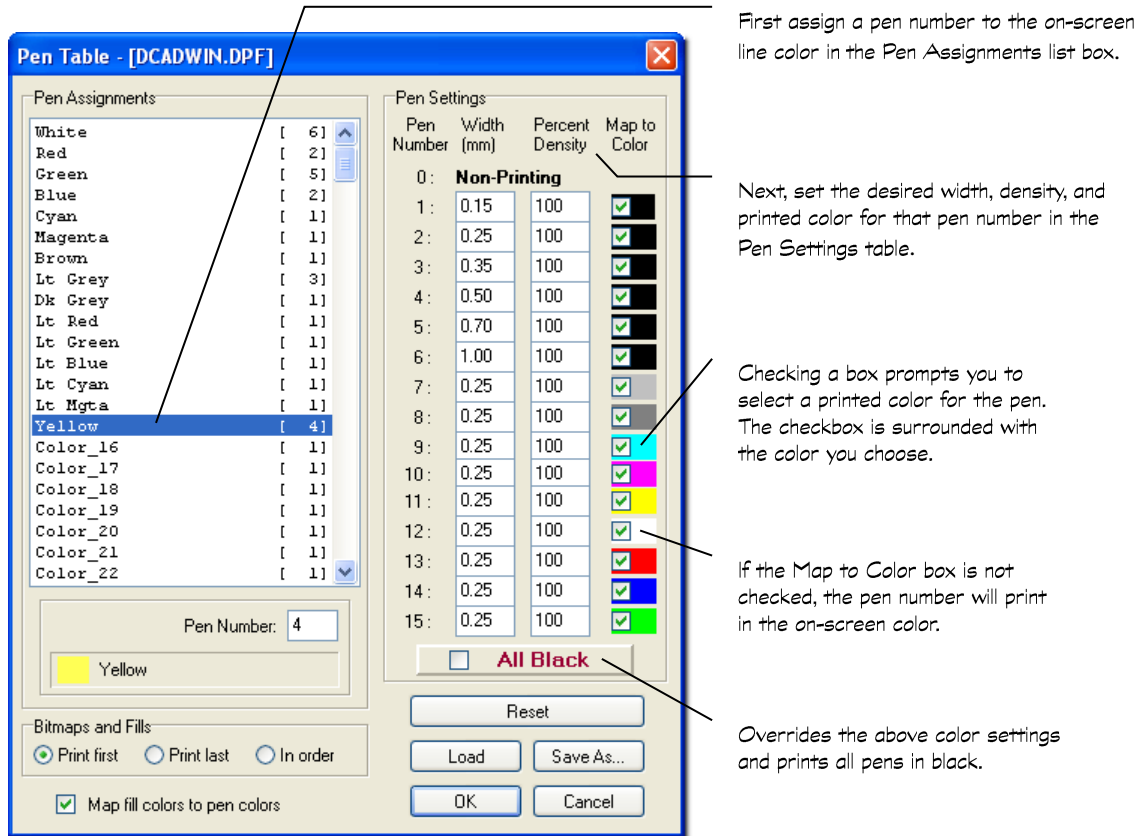 First assign a pen number to the on-screen
line color in the Pen Assignments list box.
Pen Table - [DCADWIN.DPF]
Pen Assignments
White [ 6]
Red [ 2]
Green [ 5]
Blue [ 2]
Cyan [ 1]
Magenta [ 1]
Brown [ 1]
Lt Grey [ 3]
Dk Grey [ 1]
Lt Red [ 1]
Lt Green [ 1]
Lt Blue [ 1]
Lt Cyan [ 1]
Lt Mgta [ 1]
Yellow [ 4]
Color_16 [ 1]
Color_17 [ 1]
Color_18 [ 1]
Color_19 [ 1]
Color_20 [ 1]
Color_21 [ 1]
Color_22 [ 1]
Pen Number: 4
Yellow
Bitmaps and Fills
Print first Print last In order
Map fill colors to pen colors
Pen Settings
Pen Width Percent Map to
Number (mm) Density Color
0: Non-Printing
1: 0.15 100
2: 0.25 100
3: 0.35 100
4: 0.50 100
5: 0.70 100
6: 1.00 100
7: 0.25 100
8: 0.25 100
9: 0.25 100
10: 0.25 100
11: 0.25 100
12: 0.25 100
13: 0.25 100
14: 0.25 100
15: 0.25 100
All Black
Reset
Load Save As...
OK Cancel
Next, set the desired width, density, and
printed color for that pen number in the
Pen Settings table.
Checking a box prompts you to
select a printed color for the pen.
The checkbox is surrounded with
the color you choose.
If the Map to Color box is not
checked, the pen number will print
in the on-screen color.
Overrides the above color settings
and prints all pens in black.